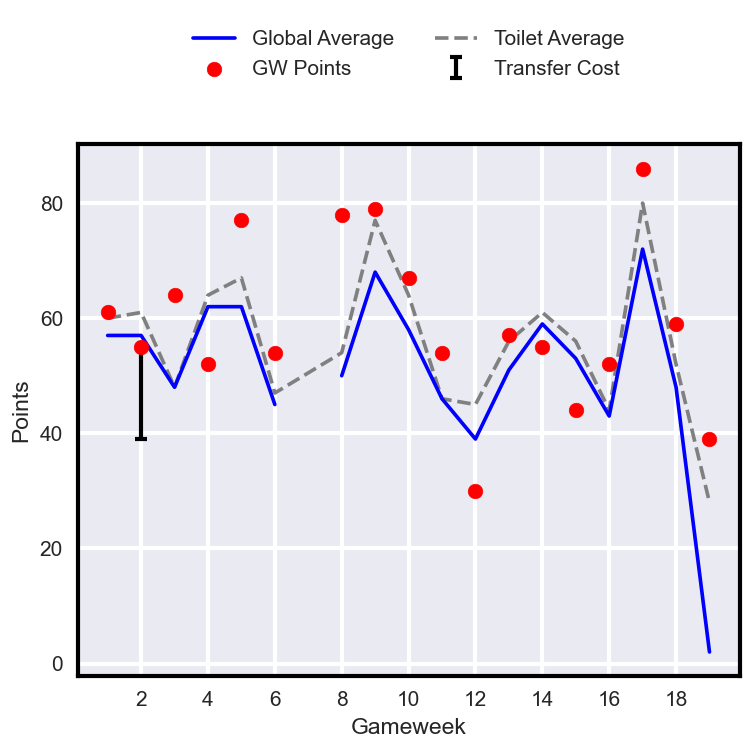 Global Average Toilet Average
GW Points Transfer Cost
80
60
40
20
0
Points
2 4 6 8 10 12 14 16 18
Gameweek